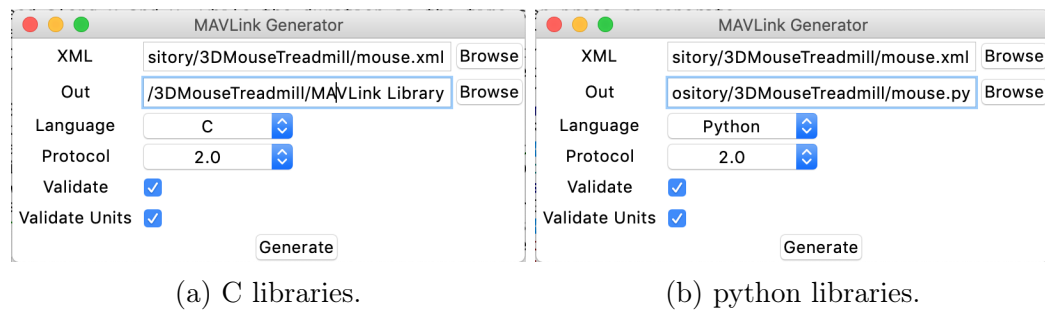 MAVLink Generator
XML sitory/3DMouseTreadmill/mouse.xml Browse
Out /3DMouseTreadmill/MAVLink Library Browse
Language C
Protocol 2.0
Validate
Validate Units
Generate
(a) C libraries.
MAVLink Generator
XML sitory/3DMouseTreadmill/mouse.xml Browse
Out ository/3DMouseTreadmill/mouse.py Browse
Language Python
Protocol 2.0
Validate
Validate Units
Generate
(b) python libraries.